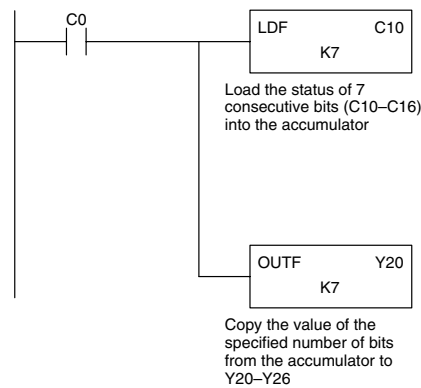 C0
LDF C10
K7
Load the status of 7
consecutive bits (C10–C16)
into the accumulator
OUTF Y20
K7
Copy the value of the
specified number of bits
from the accumulator to
Y20–Y26